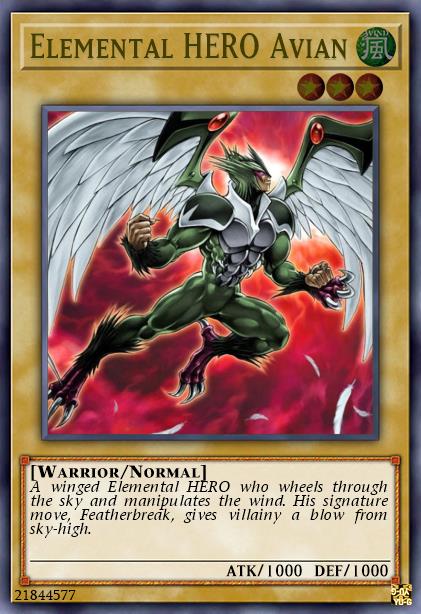 Elemental HERO Avian
WIND
風
[Warrior/Normal]
A winged Elemental HERO who wheels through
the sky and manipulates the wind. His signature
move, Featherbreak, gives villainy a blow from
sky-high.
ATK/1000 DEF/1000
21844577